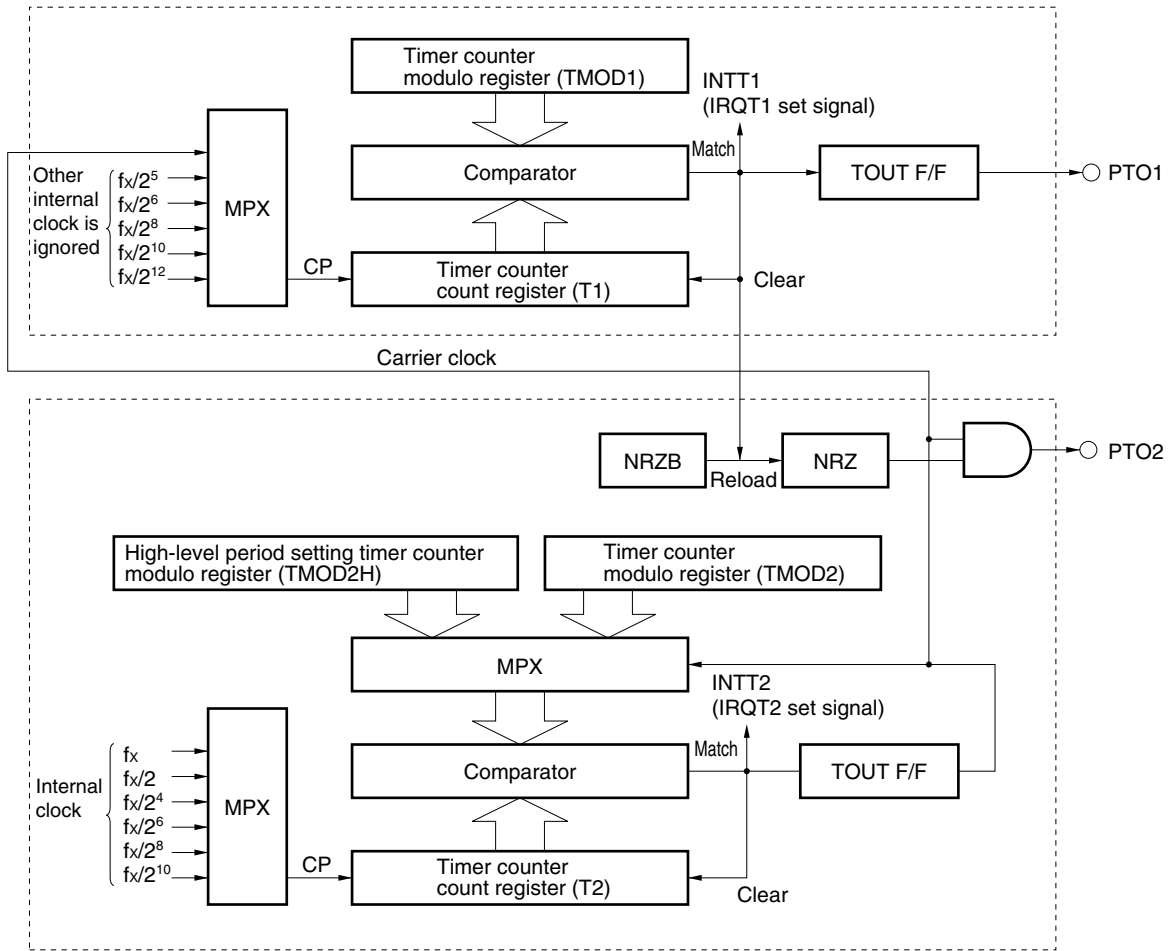 Timer counter
modulo register (TMOD1)
INTT1
(IRQT1 set signal)
Match
Other
internal
clock is
ignored
fx/2⁵
fx/2⁶
fx/2⁸
fx/2¹⁰
fx/2¹²
MPX
Comparator
TOUT F/F
PTO1
CP
Timer counter
count register (T1)
Clear
Carrier clock
NRZB
Reload
NRZ
PTO2
High-level period setting timer counter
modulo register (TMOD2H)
Timer counter
modulo register (TMOD2)
MPX
INTT2
(IRQT2 set signal)
Match
Internal
clock
fx
fx/2
fx/2⁴
fx/2⁶
fx/2⁸
fx/2¹⁰
MPX
Comparator
TOUT F/F
CP
Timer counter
count register (T2)
Clear